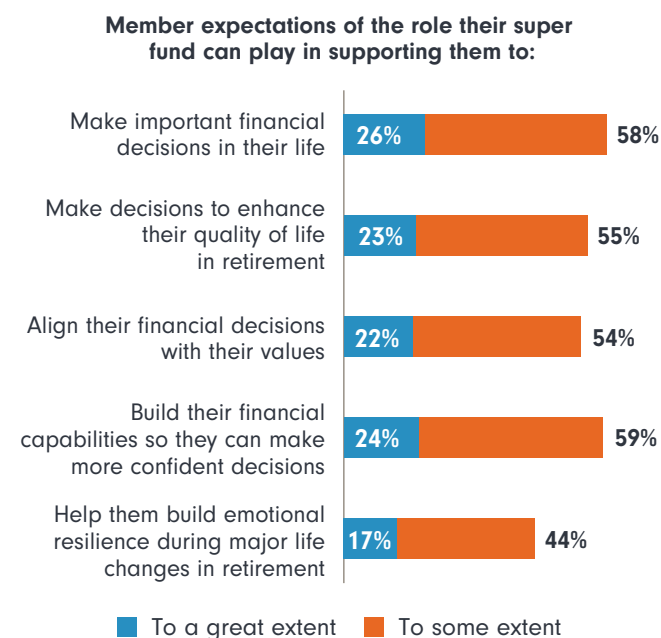 Member expectations of the role their super
fund can play in supporting them to:
Make important financial
decisions in their life
26%
58%
Make decisions to enhance
their quality of life
in retirement
23%
55%
Align their financial decisions
with their values
22%
54%
Build their financial
capabilities so they can make
more confident decisions
24%
59%
Help them build emotional
resilience during major life
changes in retirement
17%
44%
To a great extent
To some extent